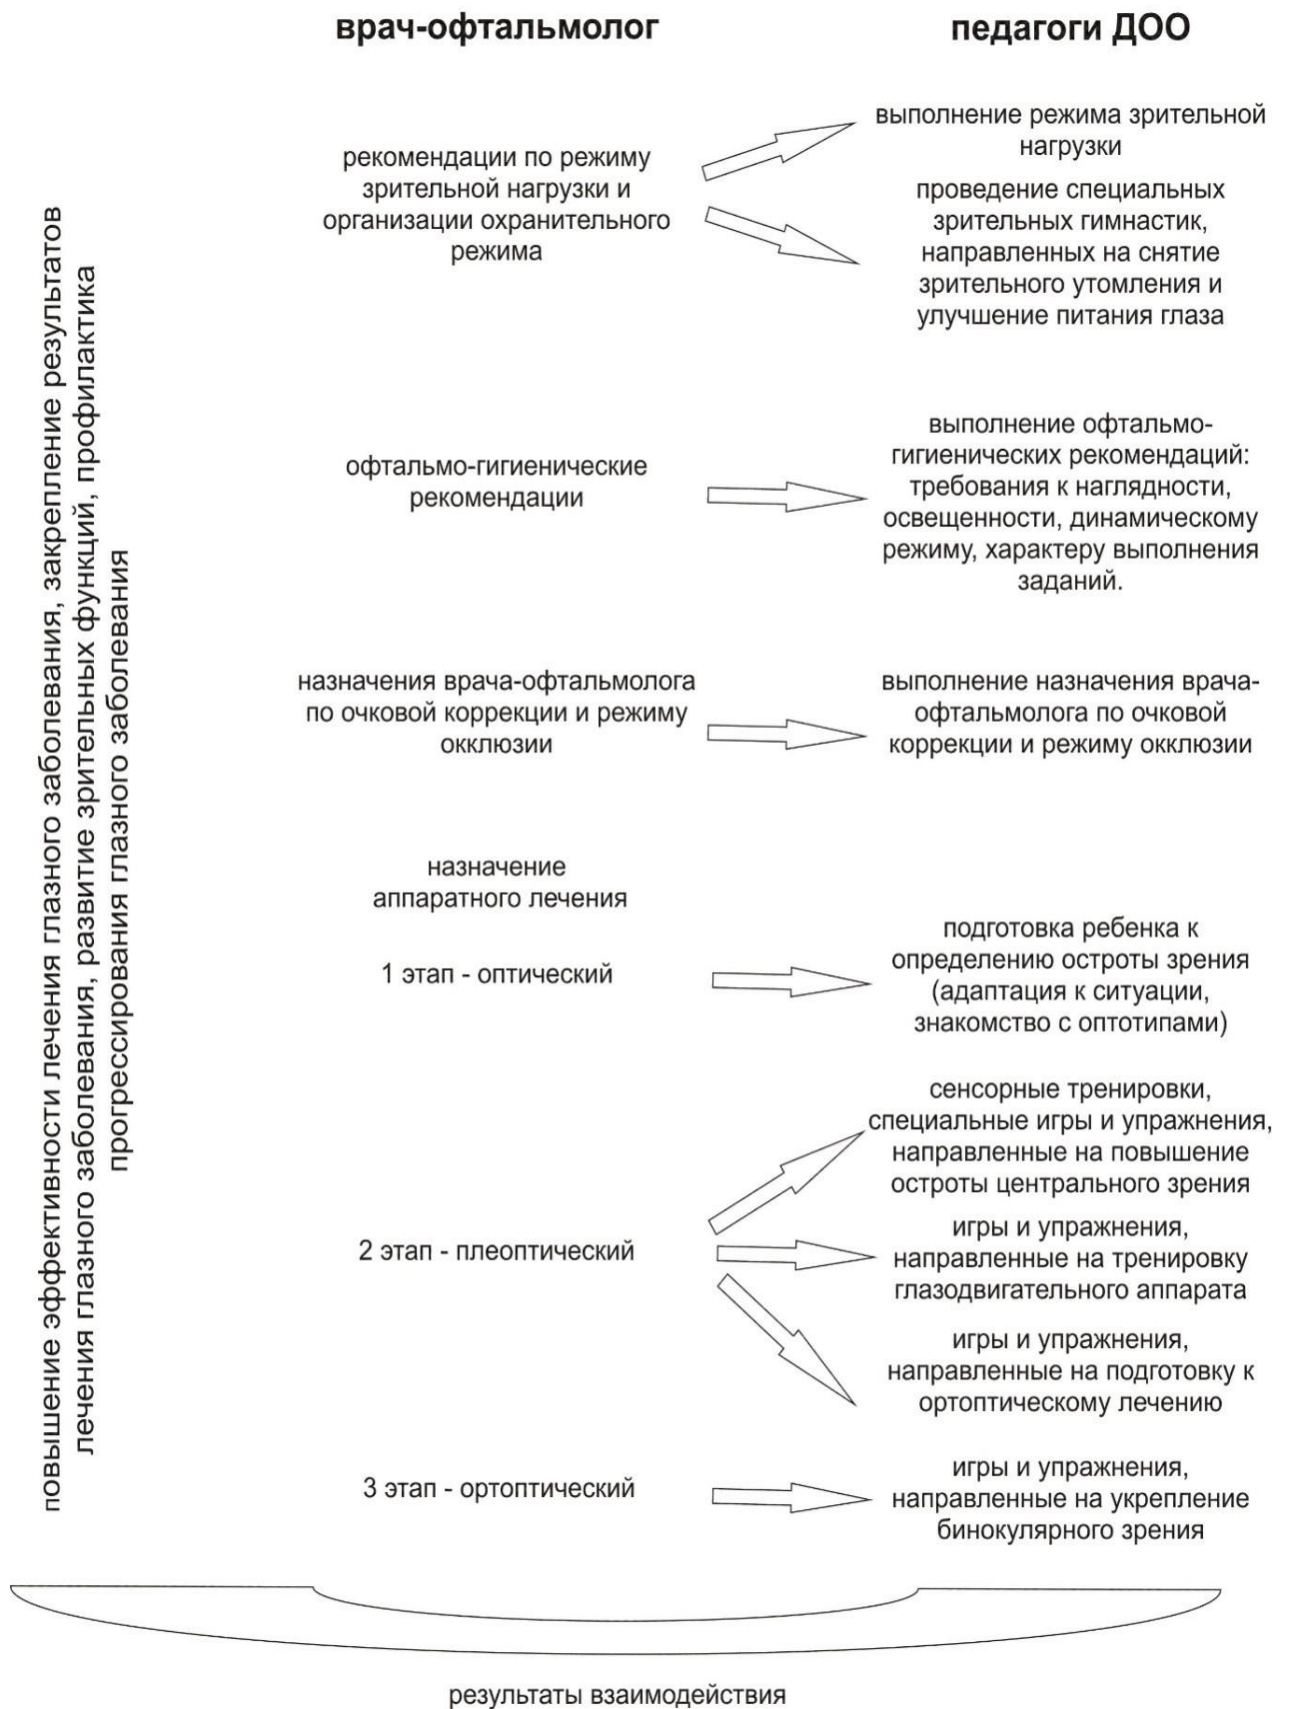 врач-офтальмолог
педагоги ДОО
повышение эффективности лечения глазного заболевания, закрепление результатов
лечения глазного заболевания, развитие зрительных функций, профилактика
прогрессирования глазного заболевания
рекомендации по режиму
зрительной нагрузки и
организации охранительного
режима
выполнение режима зрительной
нагрузки
проведение специальных
зрительных гимнастик,
направленных на снятие
зрительного утомления и
улучшение питания глаза
офтальмо-гигиенические
рекомендации
выполнение офтальмо-
гигиенических рекомендаций:
требования к наглядности,
освещенности, динамическому
режиму, характеру выполнения
заданий.
назначения врача-офтальмолога
по очковой коррекции и режиму
окклюзии
выполнение назначения врача-
офтальмолога по очковой
коррекции и режиму окклюзии
назначение
аппаратного лечения
1 этап - оптический
подготовка ребенка к
определению остроты зрения
(адаптация к ситуации,
знакомство с оптотипами)
2 этап - плеоптический
сенсорные тренировки,
специальные игры и упражнения,
направленные на повышение
остроты центрального зрения
игры и упражнения,
направленные на тренировку
глазодвигательного аппарата
игры и упражнения,
направленные на подготовку к
ортоптическому лечению
3 этап - ортоптический
игры и упражнения,
направленные на укрепление
бинокулярного зрения
результаты взаимодействия